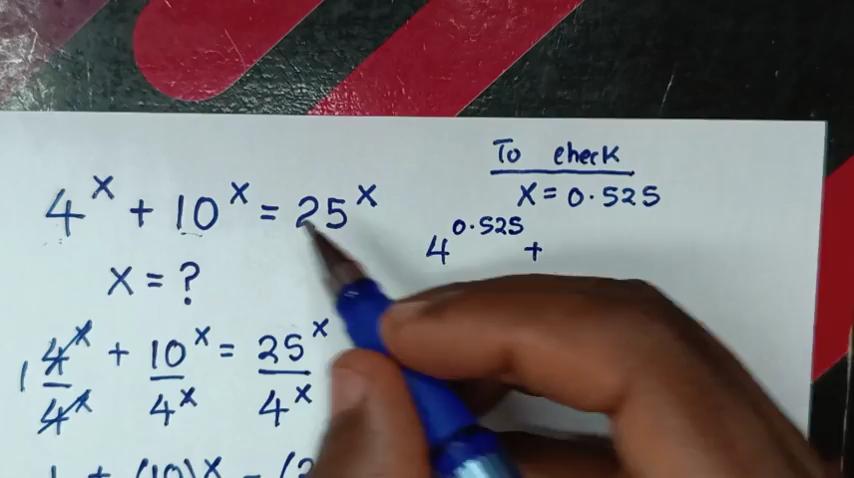 4^x + 10^x = 25^x
x = ?
1 4^x/4^x + 10^x/4^x = 25^x/4^x
To check
x = 0.525
4^0.525 +